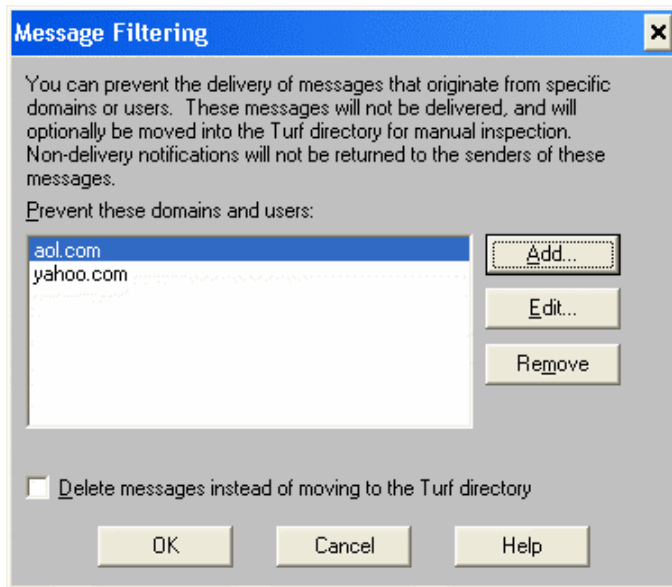 Message Filtering
You can prevent the delivery of messages that originate from specific
domains or users. These messages will not be delivered, and will
optionally be moved into the Turf directory for manual inspection.
Non-delivery notifications will not be returned to the senders of these
messages.
Prevent these domains and users:
aol.com
yahoo.com
Add...
Edit...
Remove
Delete messages instead of moving to the Turf directory
OK
Cancel
Help